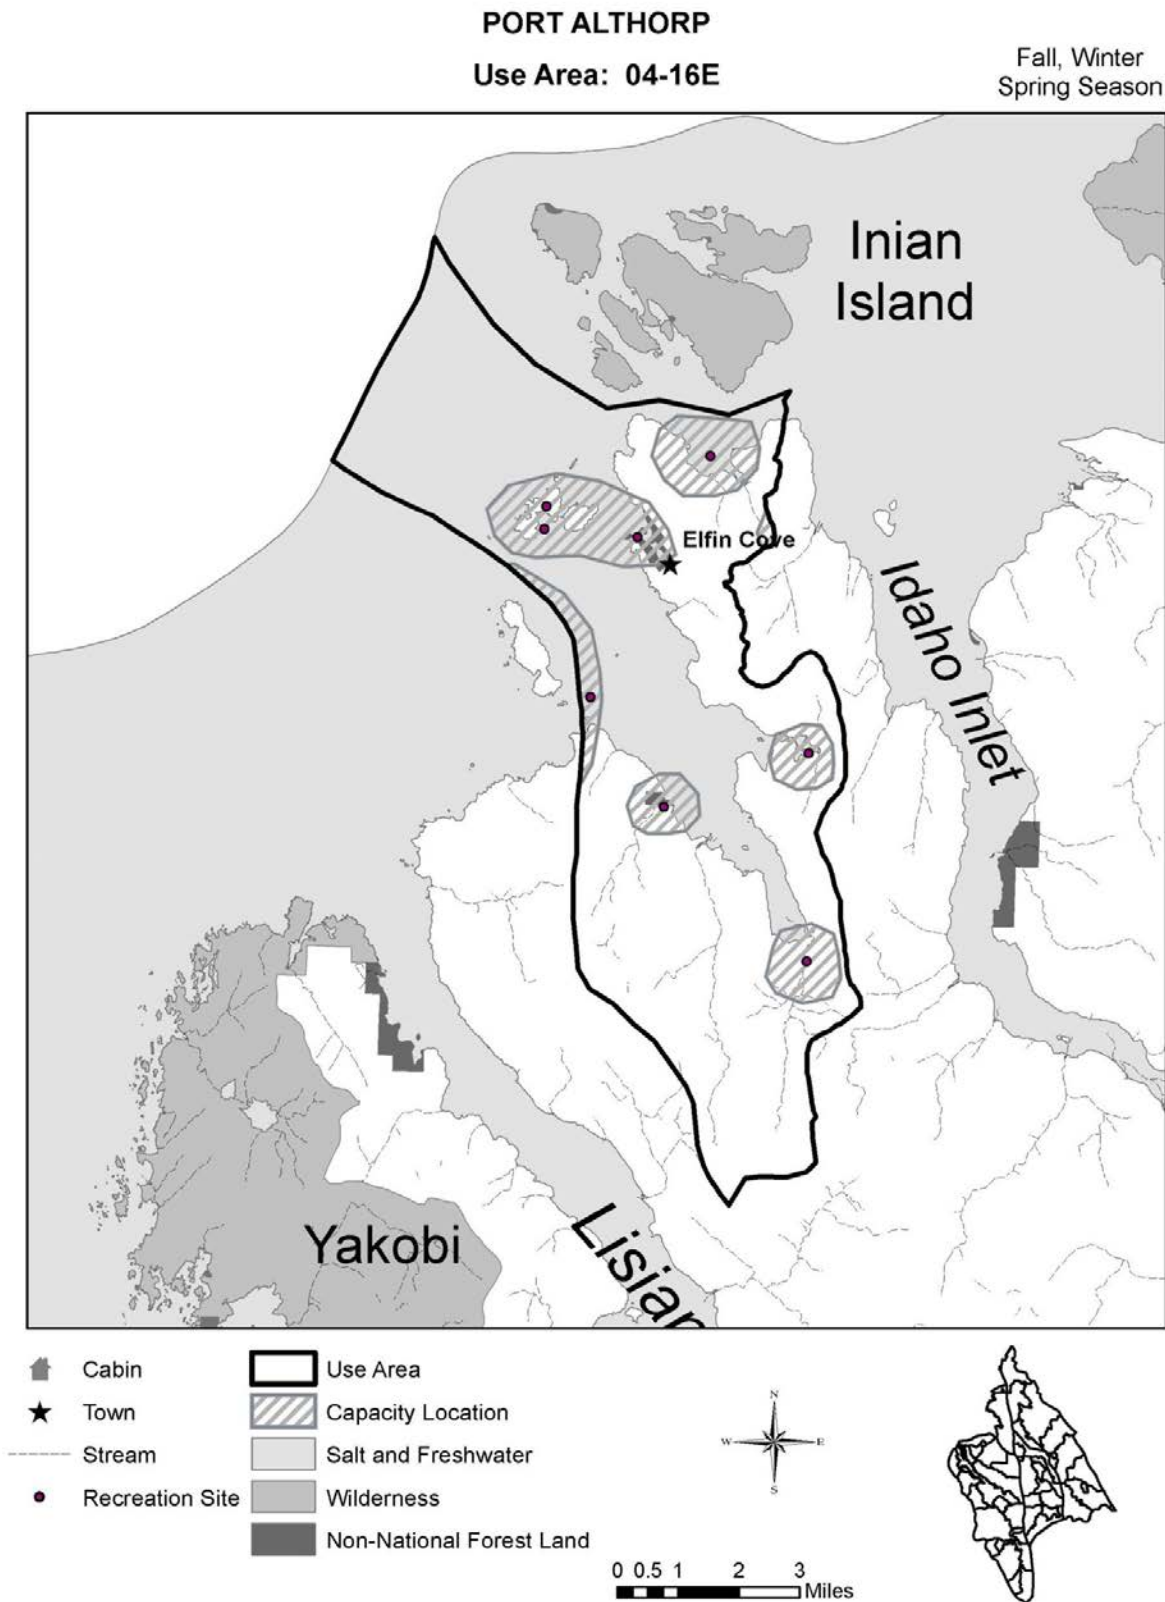 PORT ALTHORP
Use Area: 04-16E
Fall, Winter
Spring Season
Inian
Island
Elfin Cove
Idaho Inlet
Yakobi
Lisian
Cabin
Town
Stream
Recreation Site
Use Area
Capacity Location
Salt and Freshwater
Wilderness
Non-National Forest Land
N
W E
S
0 0.5 1 2 3
Miles